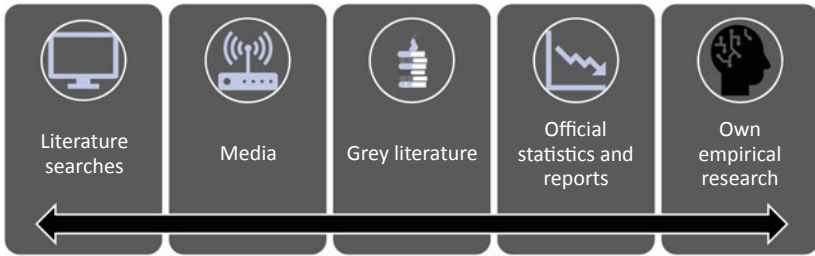 Literature
searches
Media
Grey literature
Official
statistics and
reports
Own
empirical
research